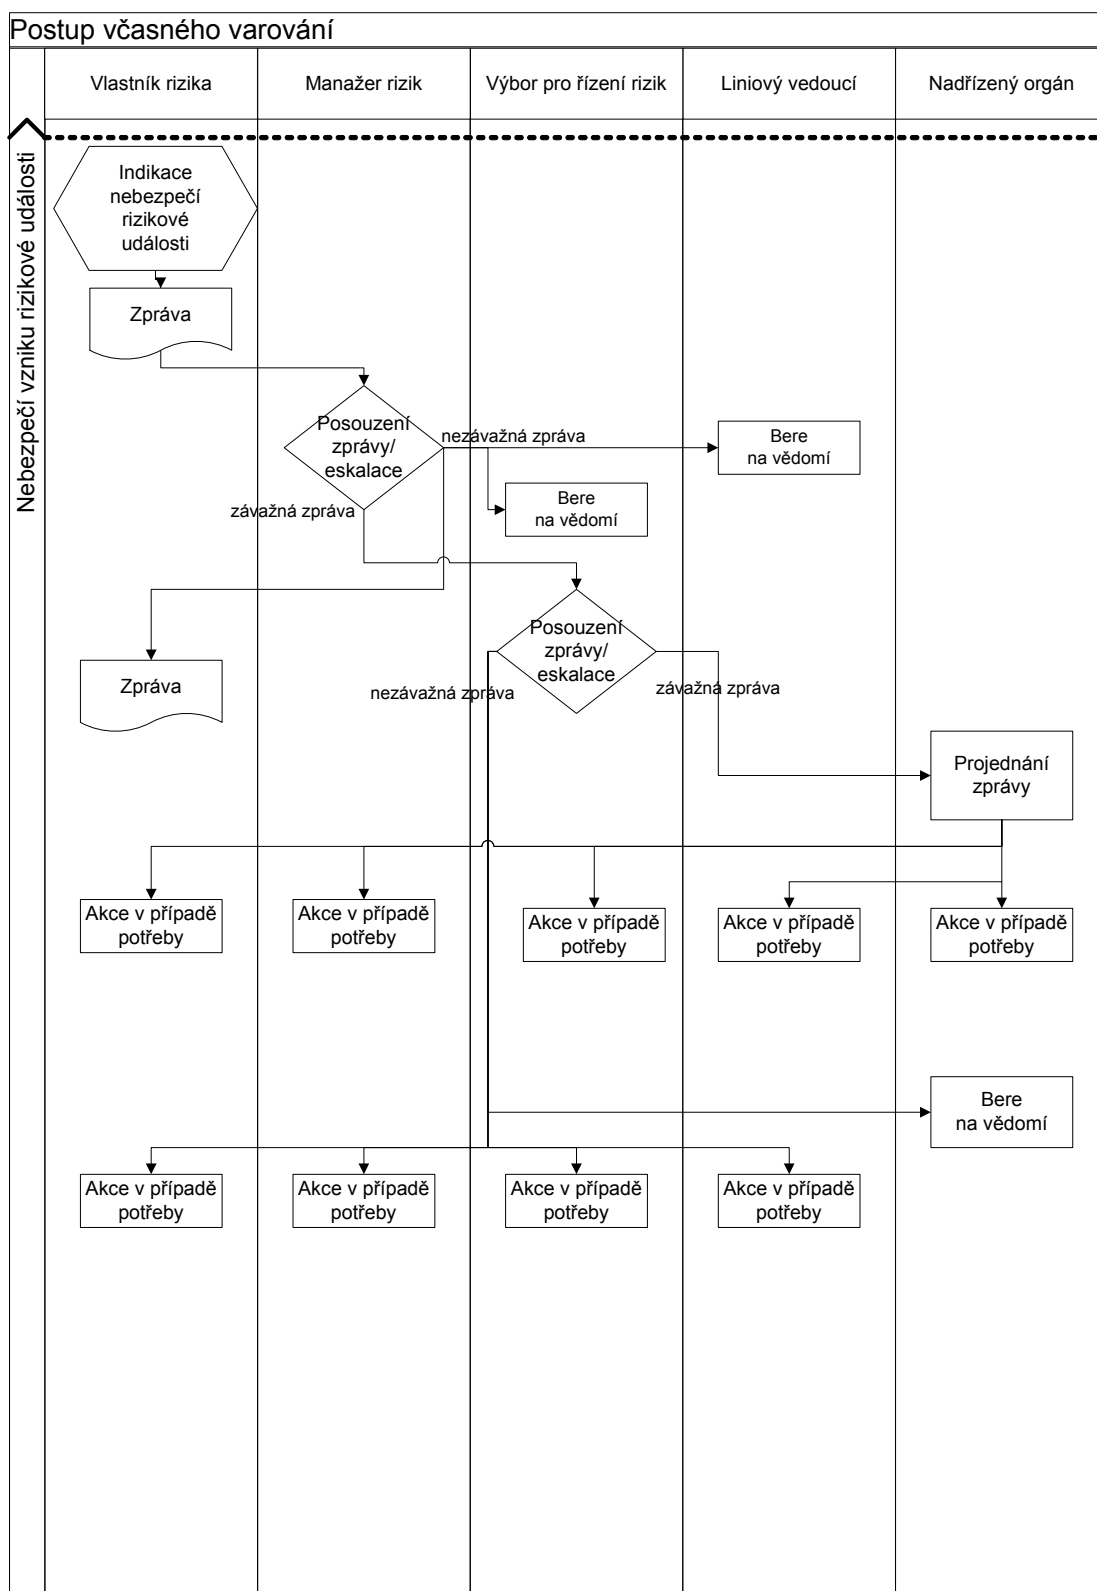 Postup včasného varování
Vlastník rizika
Manažer rizik
Výbor pro řízení rizik
Liniový vedoucí
Nadřízený orgán
Nebezpečí vzniku rizikové události
Indikace
nebezpečí
rizikové
události
Zpráva
Posouzení
zprávy/
eskalace
nezávažná zpráva
Bere
na vědomí
závažná zpráva
Bere
na vědomí
Posouzení
zprávy/
eskalace
Zpráva
nezávažná zpráva
závažná zpráva
Projednání
zprávy
Akce v případě
potřeby
Akce v případě
potřeby
Akce v případě
potřeby
Akce v případě
potřeby
Akce v případě
potřeby
Bere
na vědomí
Akce v případě
potřeby
Akce v případě
potřeby
Akce v případě
potřeby
Akce v případě
potřeby